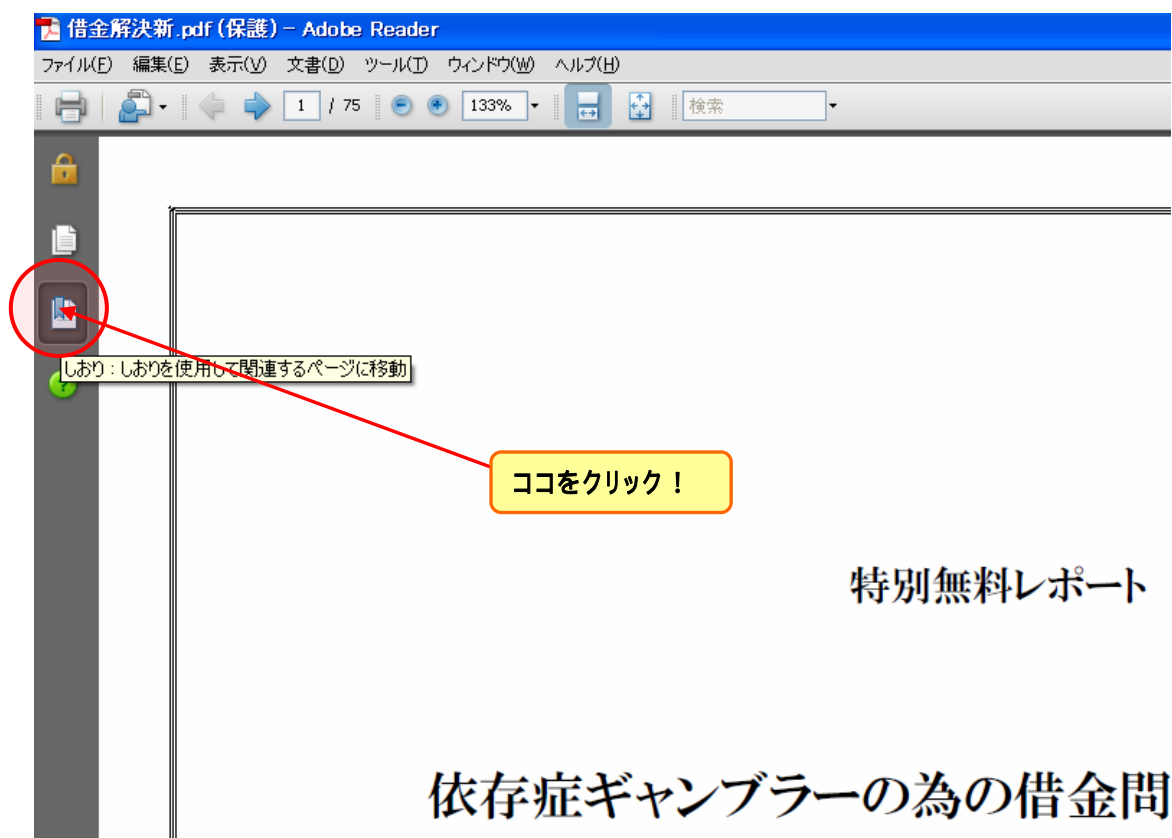 借金解決新.pdf (保護) - Adobe Reader
ファイル(F) 編集(E) 表示(V) 文書(D) ツール(T) ウィンドウ(W) ヘルプ(H)
1 / 75 133% 検索
しおり : しおりを使用して関連するページに移動
ココをクリック！
特別無料レポート
依存症ギャンブラーの為の借金問